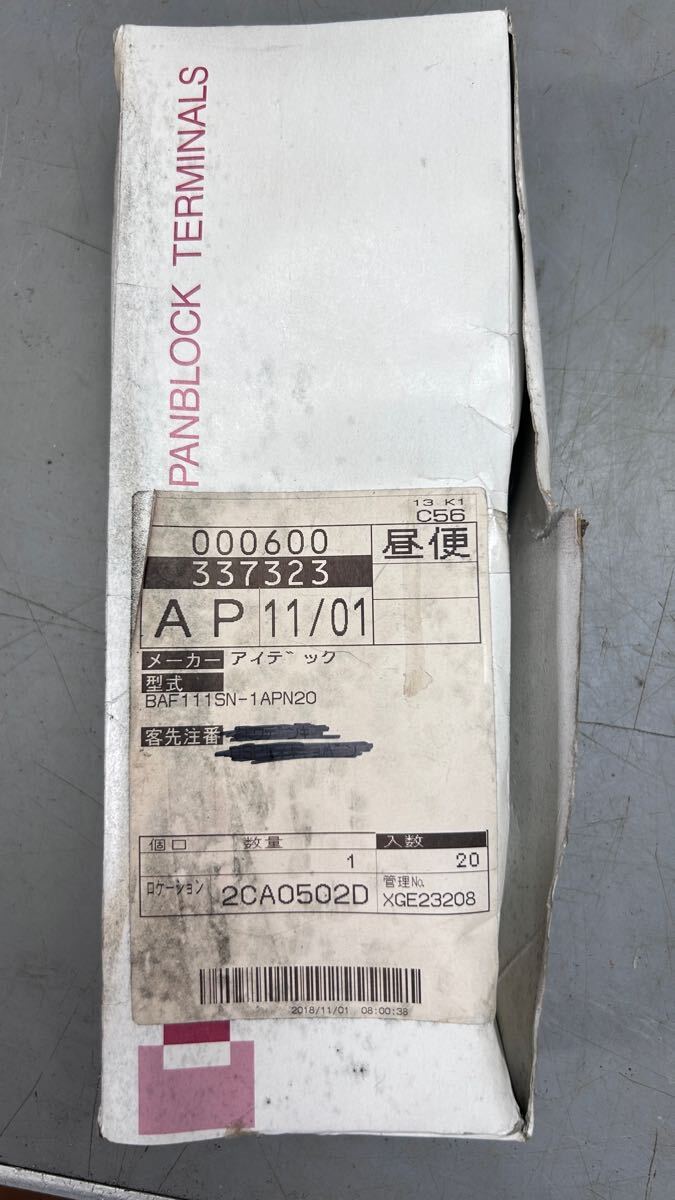 PANBLOCK TERMINALS
13 K1
C56
000600
昼便
337323
AP 11/01
メーカー アイデック
型式
BAF111SN-1APN20
客先注番
個口 数量 入数
1 20
ロケーション 2CA0502D 管理No. XGE23208
2018/11/01 08:00:38